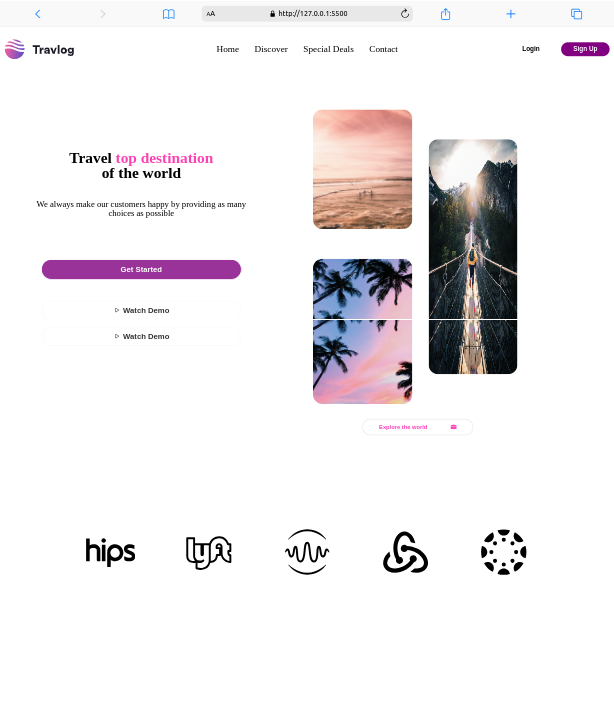 AA http://127.0.0.1:5500
Travlog
Home Discover Special Deals Contact
Login
Sign Up
Travel top destination
of the world
We always make our customers happy by providing as many
choices as possible
Get Started
Watch Demo
Watch Demo
Explore the world
hips
lyft